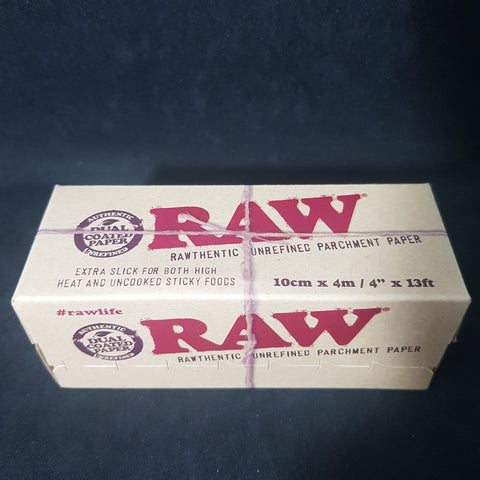 AUTHENTIC
DUAL
COATED
PAPER
UNREFINED
RAW®
RAWTHENTIC UNREFINED PARCHMENT PAPER
EXTRA SLICK FOR BOTH HIGH
HEAT AND UNCOOKED STICKY FOODS
10cm x 4m / 4” x 13ft
#rawlife
AUTHENTIC
DUAL
COATED
PAPER
UNREFINED
RAW®
RAWTHENTIC UNREFINED PARCHMENT PAPER